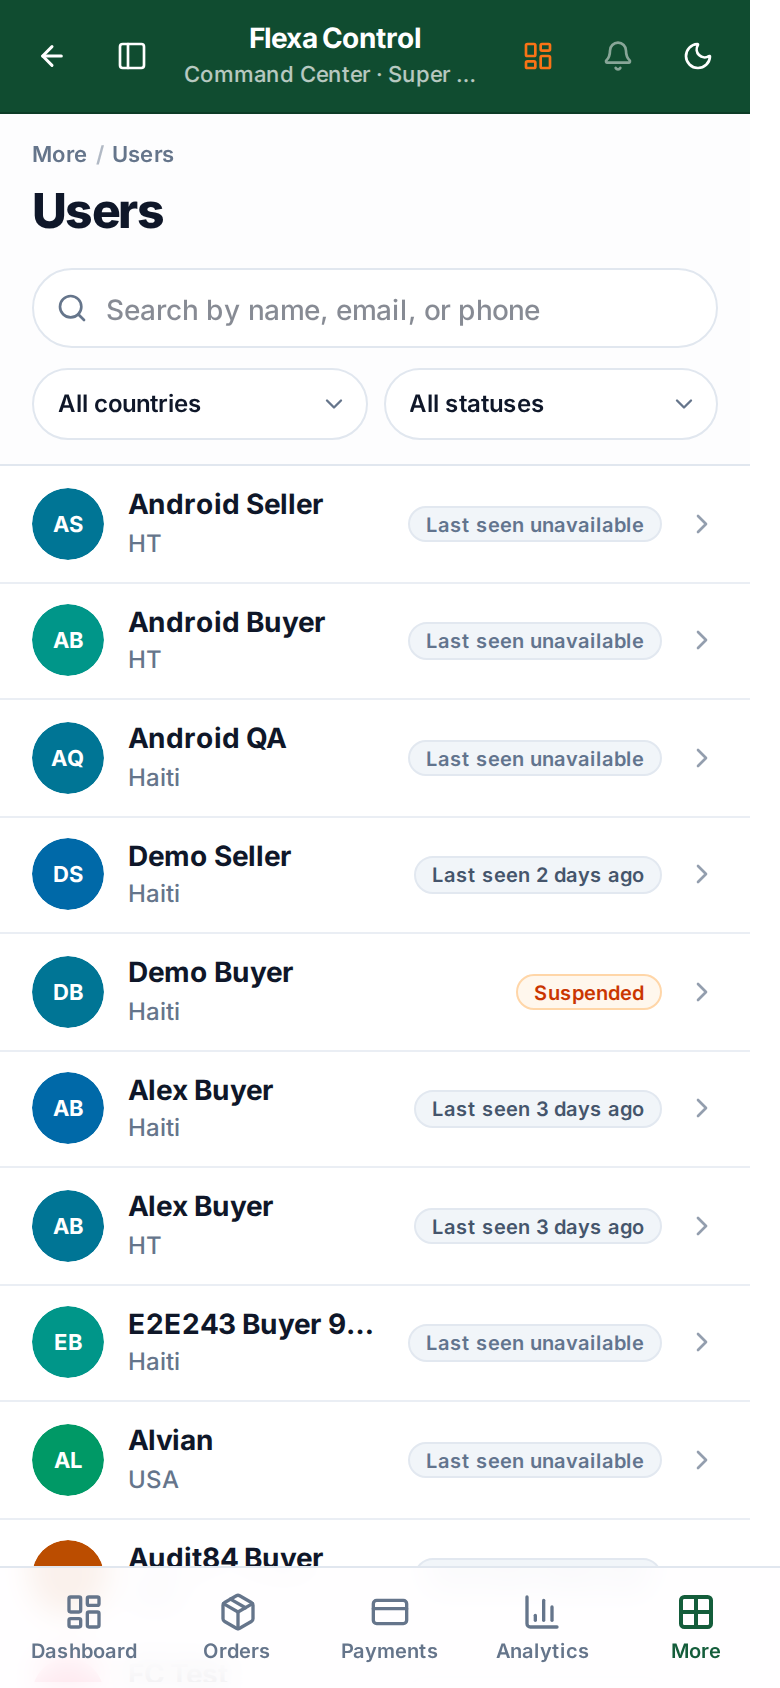 Flexa Control
Command Center · Super ...
More / Users
Users
Search by name, email, or phone
All countries
All statuses
AS
Android Seller
HT
Last seen unavailable
AB
Android Buyer
HT
Last seen unavailable
AQ
Android QA
Haiti
Last seen unavailable
DS
Demo Seller
Haiti
Last seen 2 days ago
DB
Demo Buyer
Haiti
Suspended
AB
Alex Buyer
Haiti
Last seen 3 days ago
AB
Alex Buyer
HT
Last seen 3 days ago
EB
E2E243 Buyer 9...
Haiti
Last seen unavailable
AL
Alvian
USA
Last seen unavailable
Audit84 Buyer
Dashboard
Orders
Payments
Analytics
More
FC Test